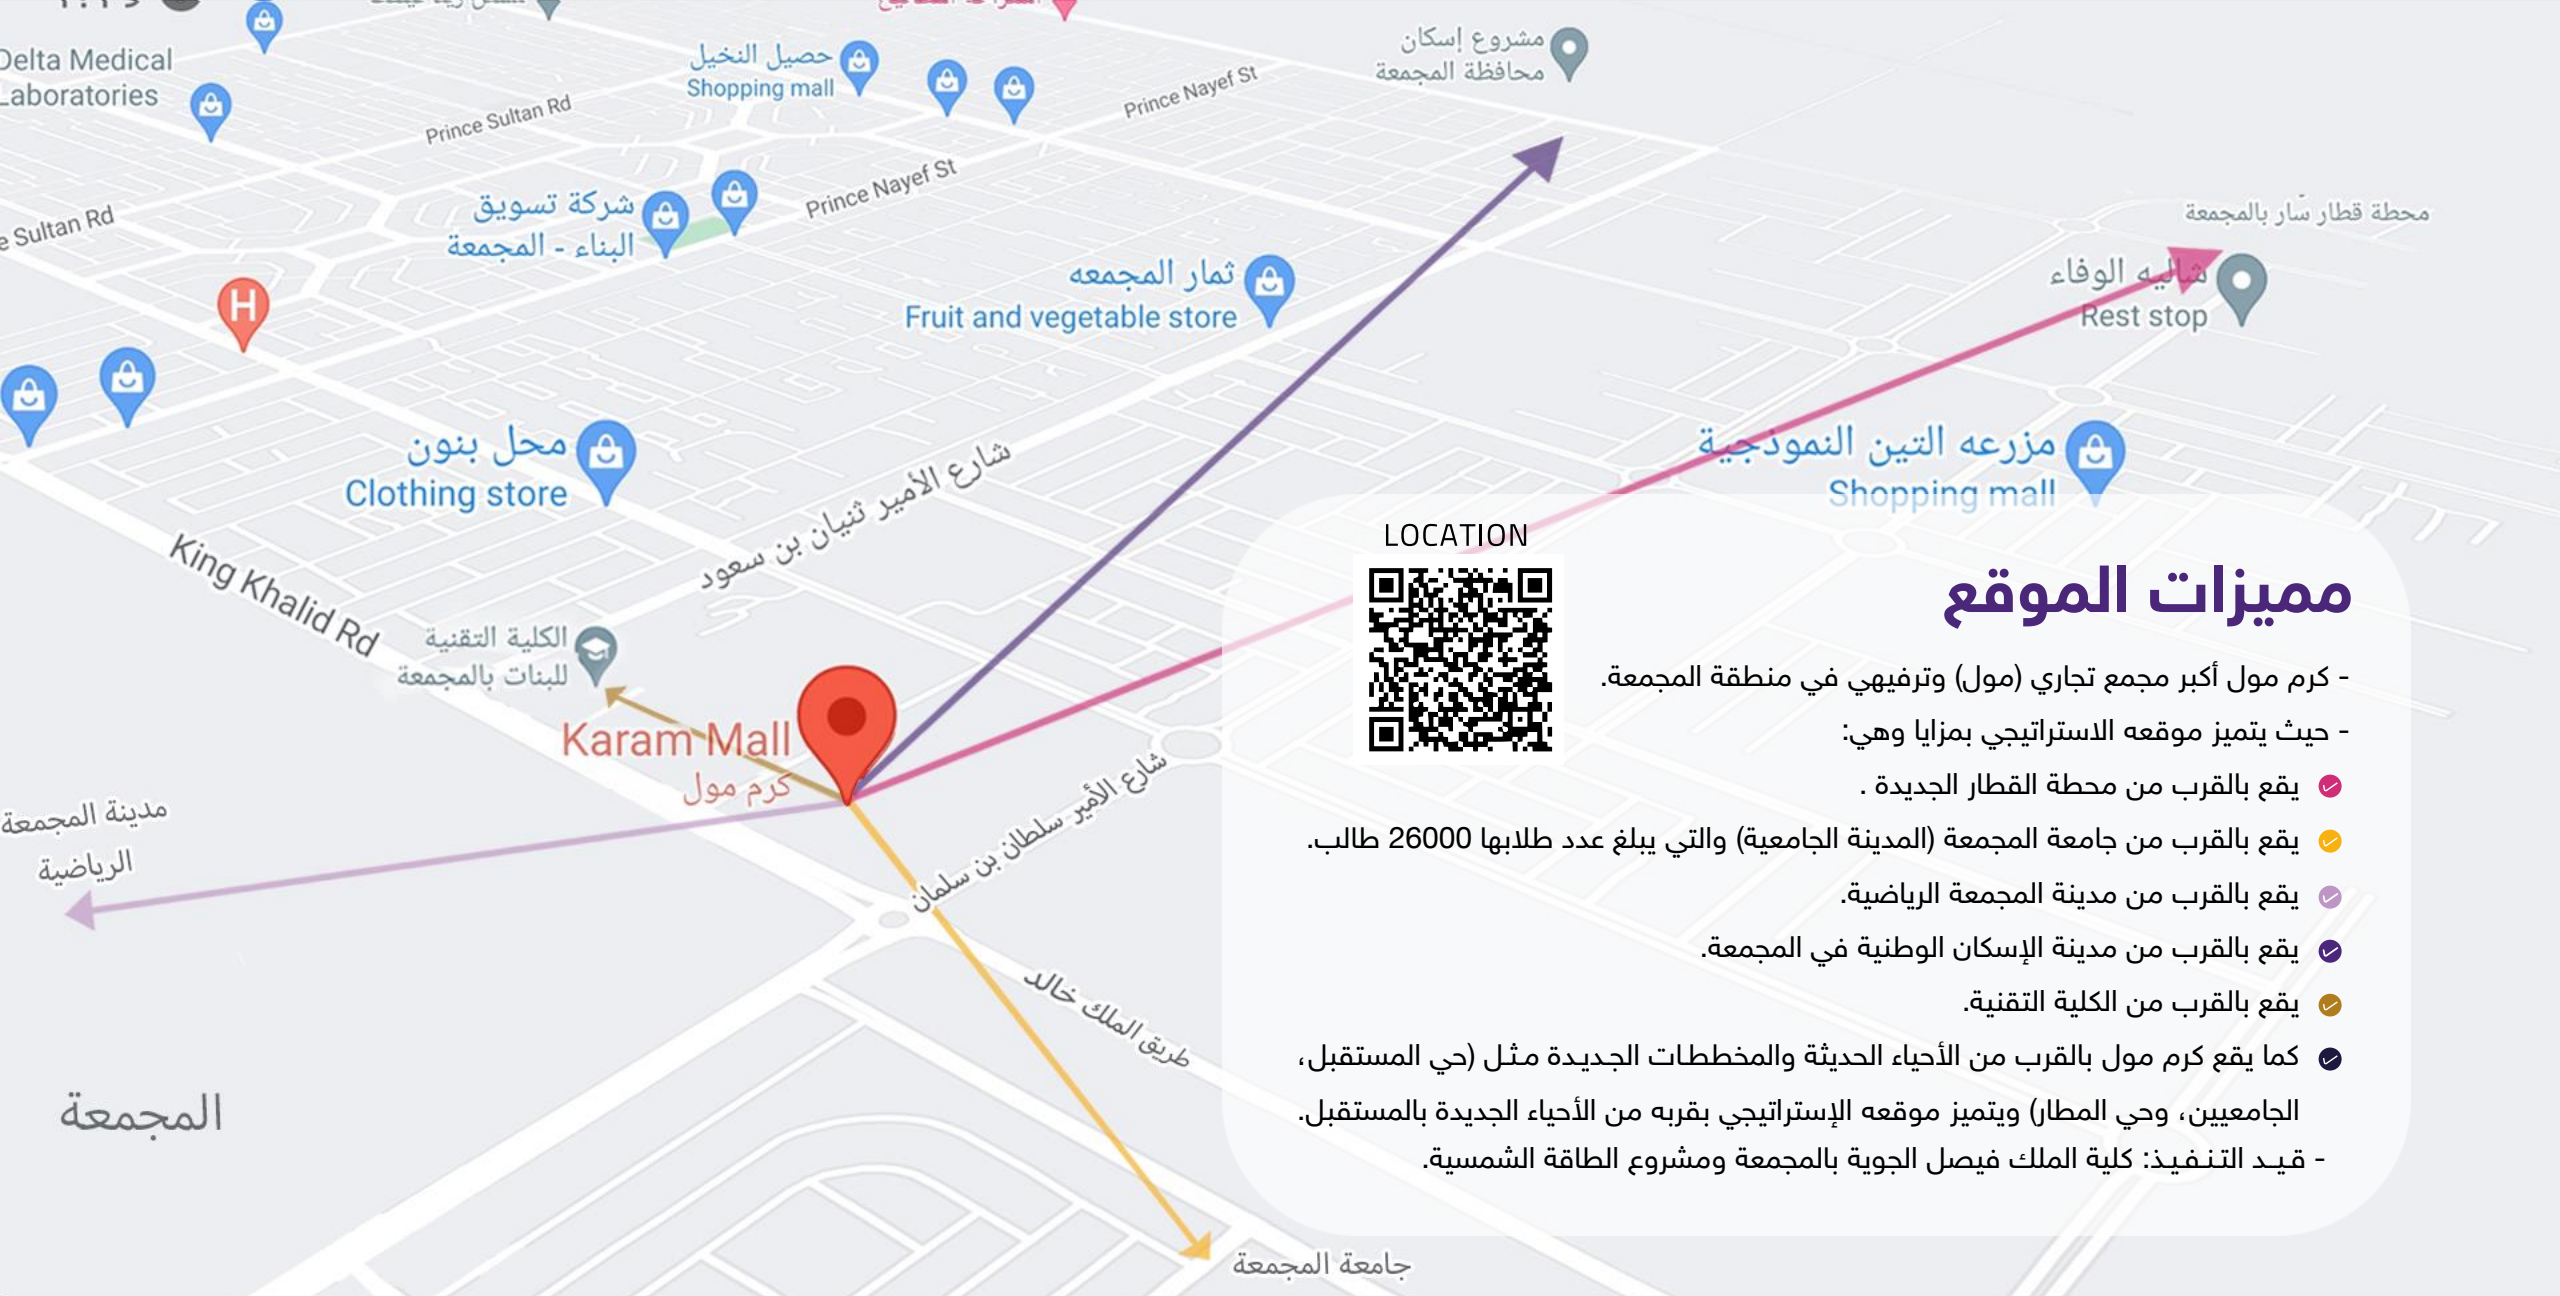 Delta Medical
Laboratories
Prince Sultan Rd
حصيل النخيل
Shopping mall
Prince Nayef St
مشروع إسكان
محافظة المجمعة
محطة قطار سار بالمجمعة
e Sultan Rd
شركة تسويق
البناء - المجمعة
Prince Nayef St
ثمار المجمعه
Fruit and vegetable store
شاليه الوفاء
Rest stop
H
محل بنون
Clothing store
شارع الأمير ثنيان بن سعود
مزرعه التين النموذجية
Shopping mall
King Khalid Rd
الكلية التقنية
للبنات بالمجمعة
Karam Mall
كرم مول
شارع الأمير سلطان بن سلمان
مدينة المجمعة
الرياضية
طريق الملك خالد
المجمعة
جامعة المجمعة
LOCATION
مميزات الموقع
- كرم مول أكبر مجمع تجاري (مول) وترفيهي في منطقة المجمعة.
- حيث يتميز موقعه الاستراتيجي بمزايا وهي:
يقع بالقرب من محطة القطار الجديدة .
يقع بالقرب من جامعة المجمعة (المدينة الجامعية) والتي يبلغ عدد طلابها 26000 طالب.
يقع بالقرب من مدينة المجمعة الرياضية.
يقع بالقرب من مدينة الإسكان الوطنية في المجمعة.
يقع بالقرب من الكلية التقنية.
كما يقع كرم مول بالقرب من الأحياء الحديثة والمخططات الجديدة مثل (حي المستقبل،
الجامعيين، وحي المطار) ويتميز موقعه الإستراتيجي بقربه من الأحياء الجديدة بالمستقبل.
- قيد التنفيذ: كلية الملك فيصل الجوية بالمجمعة ومشروع الطاقة الشمسية.